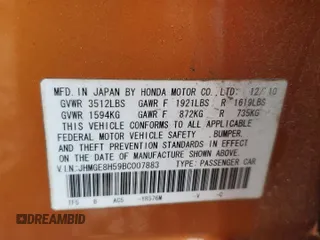 MFD. IN JAPAN BY HONDA MOTOR CO., LTD. 12/10
GVWR 3512LBS GAWR F 1921LBS R 1619LBS
GVWR 1594KG GAWR F 872KG R 735KG
THIS VEHICLE CONFORMS TO ALL APPLICABLE
FEDERAL MOTOR VEHICLE SAFETY, BUMPER,
AND THEFT PREVENTION STANDARDS IN EFFECT
ON THE DATE OF MANUFACTURE SHOWN ABOVE.
V.I.N:JHMGE8H59BC007883 TYPE: PASSENGER CAR
B AC5 YR576M
DREAMBID